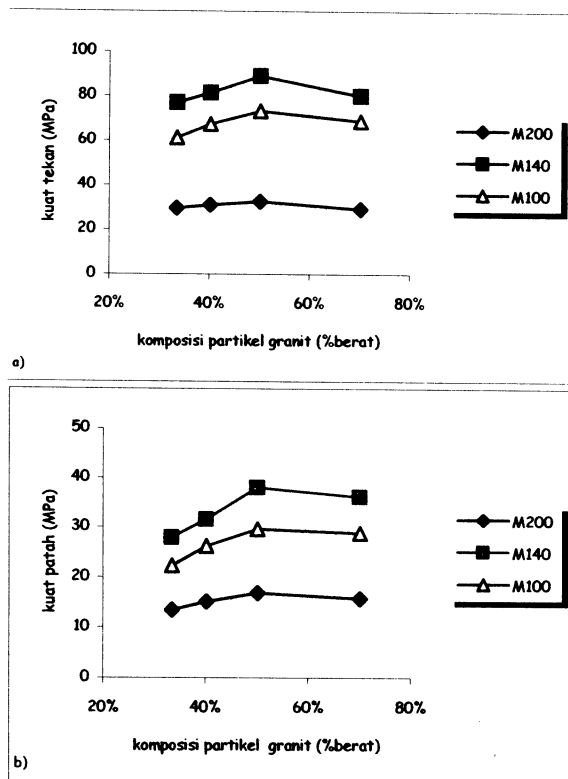 100
80
60
40
20
0
kuat tekan (MPa)
20% 40% 60% 80%
komposisi partikel granit (%berat)
M200
M140
M100
a)
50
40
30
20
10
0
kuat patah (MPa)
20% 40% 60% 80%
komposisi partikel granit (%berat)
M200
M140
M100
b)